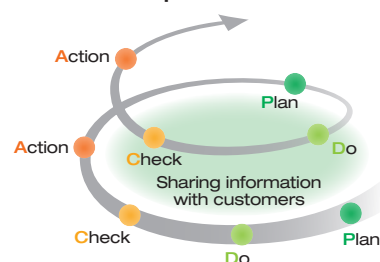 Action
Plan
Action
Check
Do
Sharing information
with customers
Check
Do
Plan